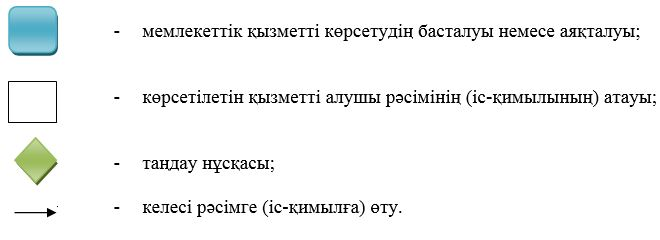 - мемлекеттік қызметті көрсетудің басталуы немесе аяқталуы;
- көрсетілетін қызметті алушы рәсімінің (іс-қимылының) атауы;
- таңдау нұсқасы;
- келесі рәсімге (іс-қимылға) өту.